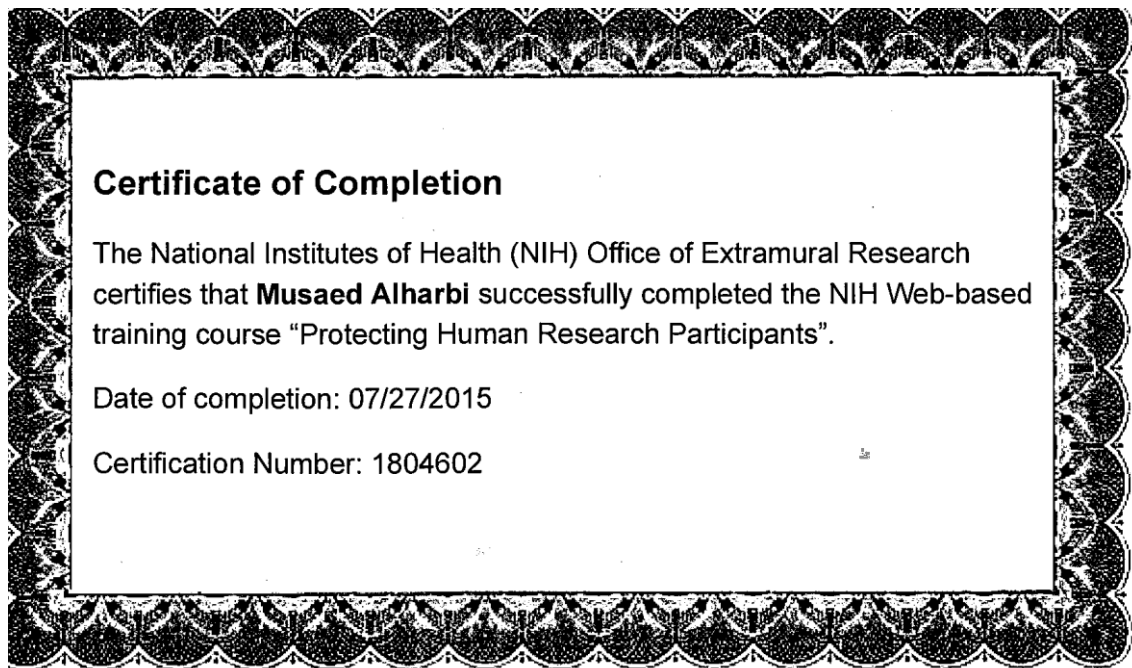 Certificate of Completion
The National Institutes of Health (NIH) Office of Extramural Research
certifies that Musaed Alharbi successfully completed the NIH Web-based
training course “Protecting Human Research Participants”.
Date of completion: 07/27/2015
Certification Number: 1804602